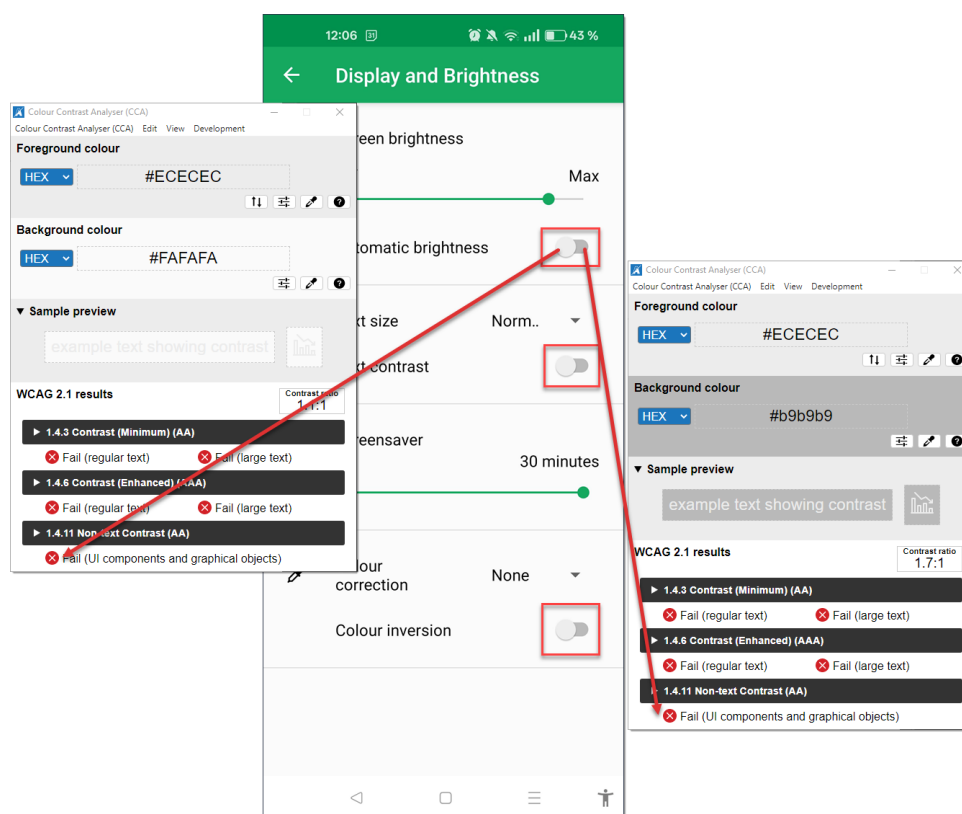 12:06 31 43 %
Display and Brightness
Colour Contrast Analyser (CCA)
Colour Contrast Analyser (CCA) Edit View Development
Foreground colour
HEX #ECECEC
Background colour
HEX #FAFAFA
Sample preview
example text showing contrast
WCAG 2.1 results
Contrast ratio
1.1:1
1.4.3 Contrast (Minimum) (AA)
Fail (regular text) Fail (large text)
1.4.6 Contrast (Enhanced) (AAA)
Fail (regular text) Fail (large text)
1.4.11 Non-text Contrast (AA)
Fail (UI components and graphical objects)
reen brightness
Max
tomatic brightness
xt size Norm..
xt contrast
reensaver
30 minutes
lour
correction None
Colour inversion
Colour Contrast Analyser (CCA)
Colour Contrast Analyser (CCA) Edit View Development
Foreground colour
HEX #ECECEC
Background colour
HEX #b9b9b9
Sample preview
example text showing contrast
WCAG 2.1 results
Contrast ratio
1.7:1
1.4.3 Contrast (Minimum) (AA)
Fail (regular text) Fail (large text)
1.4.6 Contrast (Enhanced) (AAA)
Fail (regular text) Fail (large text)
1.4.11 Non-text Contrast (AA)
Fail (UI components and graphical objects)